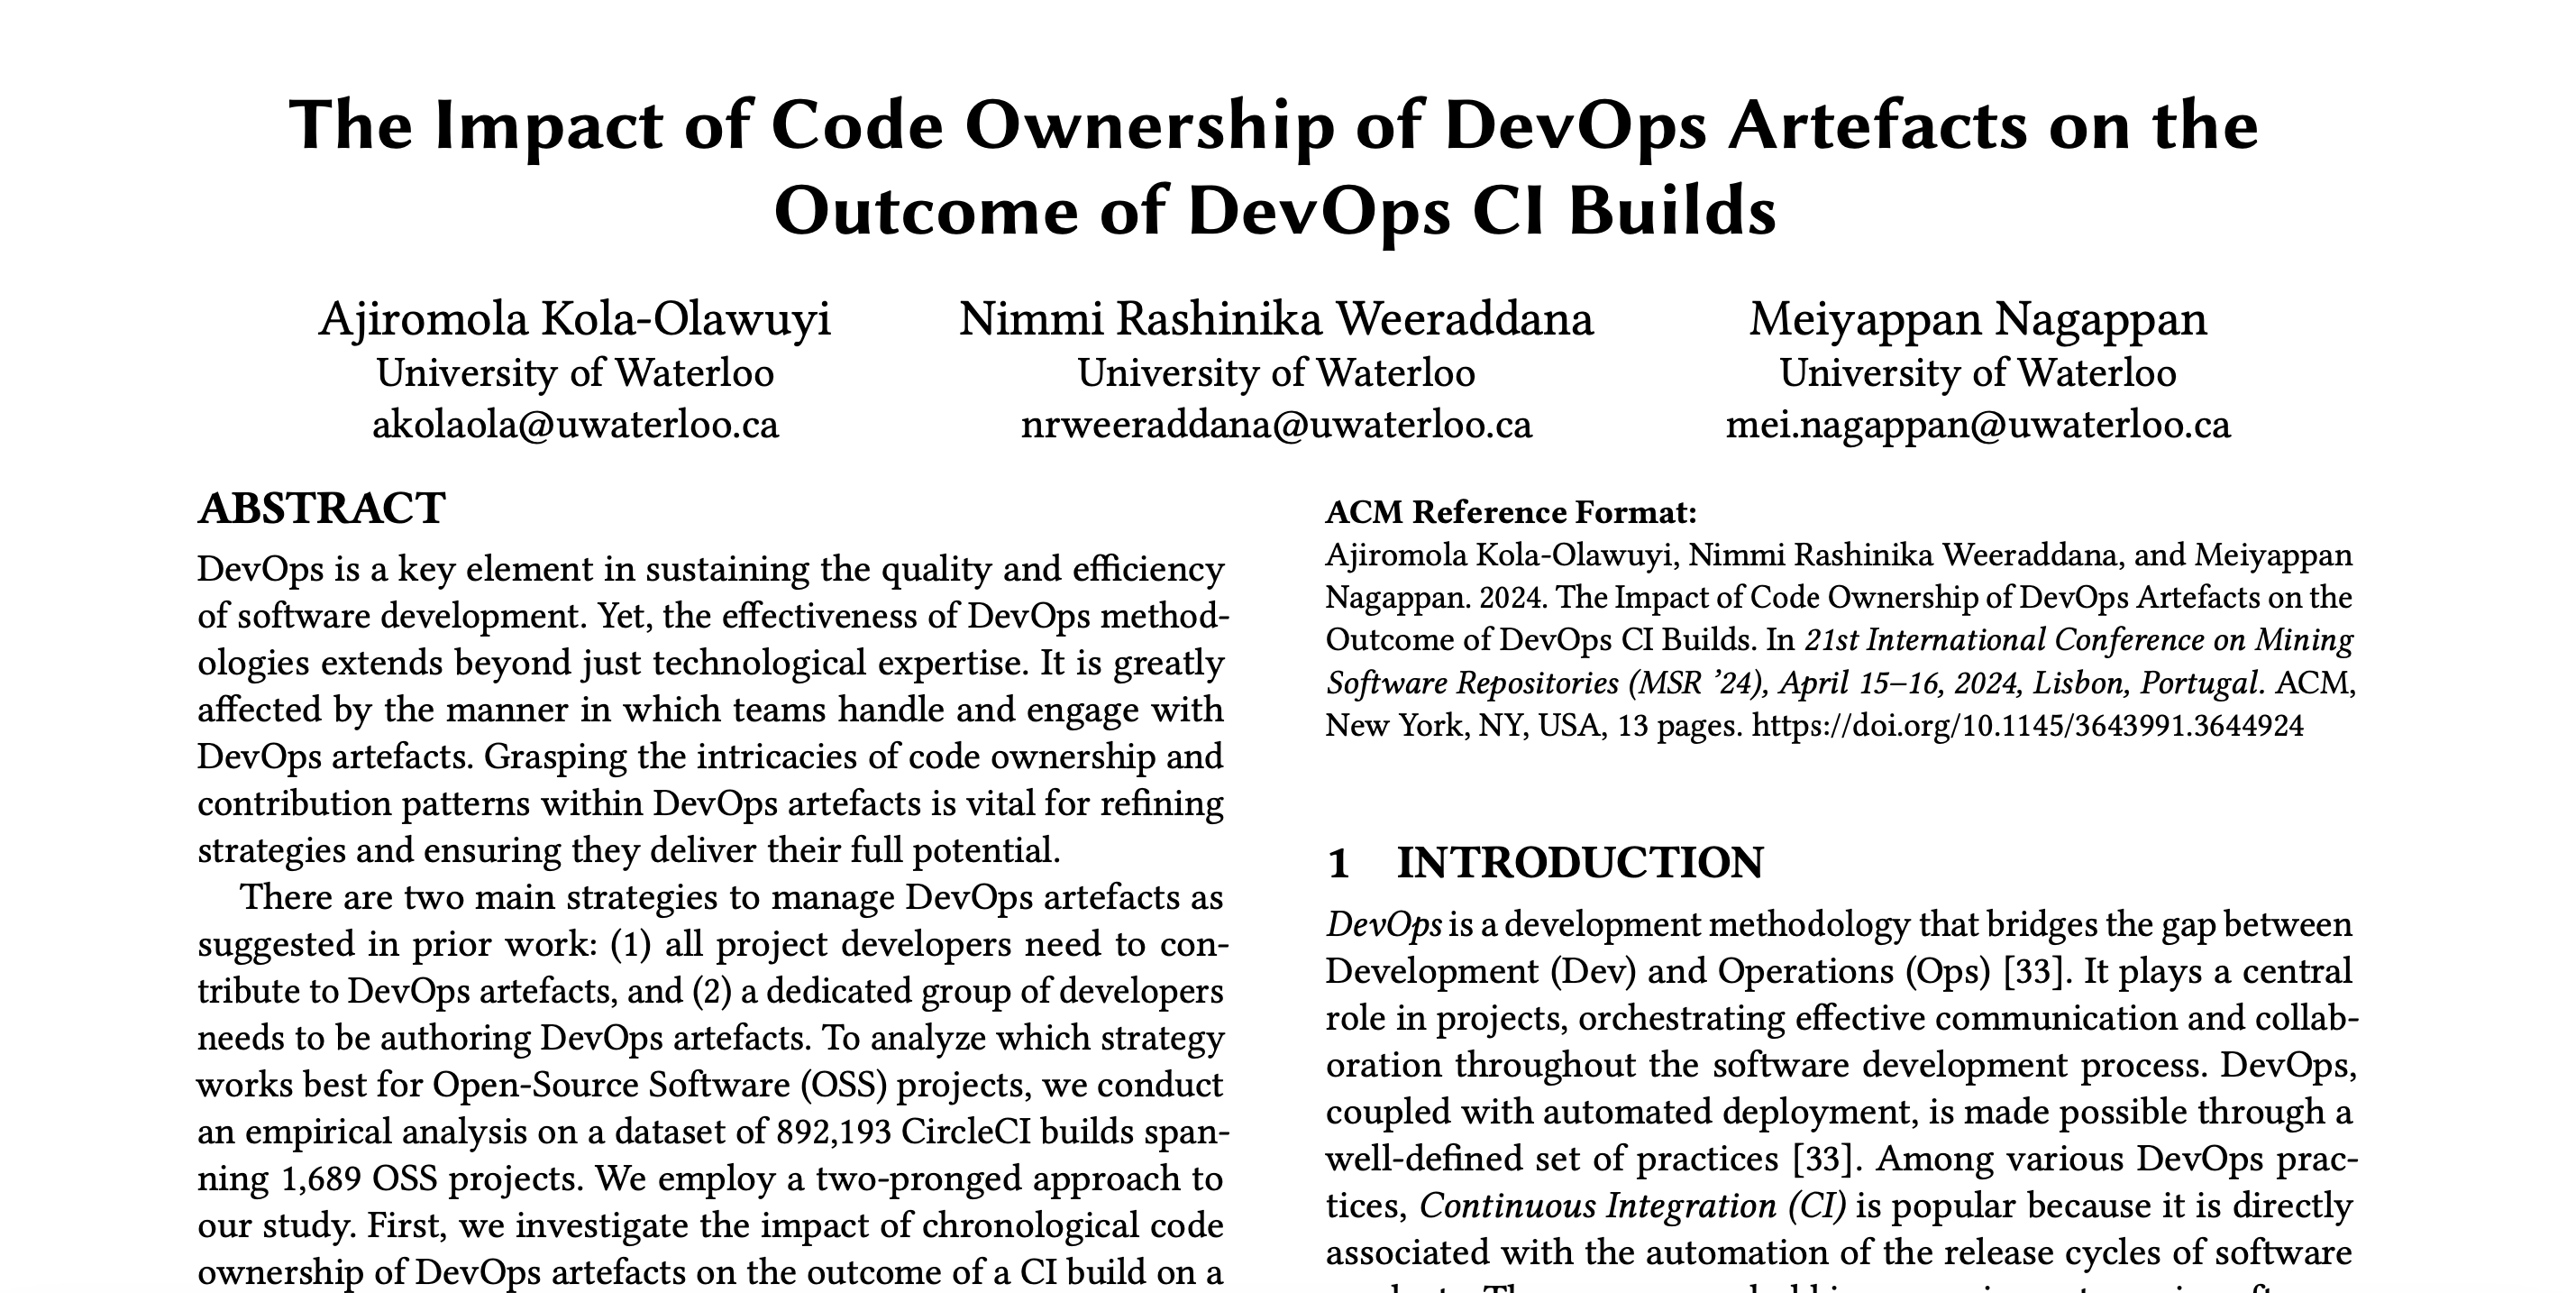 The Impact of Code Ownership of DevOps Artefacts on the
Outcome of DevOps CI Builds
Ajiromola Kola-Olawuyi
University of Waterloo
akolaola@uwaterloo.ca
Nimmi Rashinika Weeraddana
University of Waterloo
nrweeraddana@uwaterloo.ca
Meiyappan Nagappan
University of Waterloo
mei.nagappan@uwaterloo.ca
ABSTRACT
DevOps is a key element in sustaining the quality and efficiency
of software development. Yet, the effectiveness of DevOps method-
ologies extends beyond just technological expertise. It is greatly
affected by the manner in which teams handle and engage with
DevOps artefacts. Grasping the intricacies of code ownership and
contribution patterns within DevOps artefacts is vital for refining
strategies and ensuring they deliver their full potential.
There are two main strategies to manage DevOps artefacts as
suggested in prior work: (1) all project developers need to con-
tribute to DevOps artefacts, and (2) a dedicated group of developers
needs to be authoring DevOps artefacts. To analyze which strategy
works best for Open-Source Software (OSS) projects, we conduct
an empirical analysis on a dataset of 892,193 CircleCI builds span-
ning 1,689 OSS projects. We employ a two-pronged approach to
our study. First, we investigate the impact of chronological code
ownership of DevOps artefacts on the outcome of a CI build on a
ACM Reference Format:
Ajiromola Kola-Olawuyi, Nimmi Rashinika Weeraddana, and Meiyappan
Nagappan. 2024. The Impact of Code Ownership of DevOps Artefacts on the
Outcome of DevOps CI Builds. In 21st International Conference on Mining
Software Repositories (MSR ’24), April 15–16, 2024, Lisbon, Portugal. ACM,
New York, NY, USA, 13 pages. https://doi.org/10.1145/3643991.3644924
1 INTRODUCTION
DevOps is a development methodology that bridges the gap between
Development (Dev) and Operations (Ops) [33]. It plays a central
role in projects, orchestrating effective communication and collab-
oration throughout the software development process. DevOps,
coupled with automated deployment, is made possible through a
well-defined set of practices [33]. Among various DevOps prac-
tices, Continuous Integration (CI) is popular because it is directly
associated with the automation of the release cycles of software